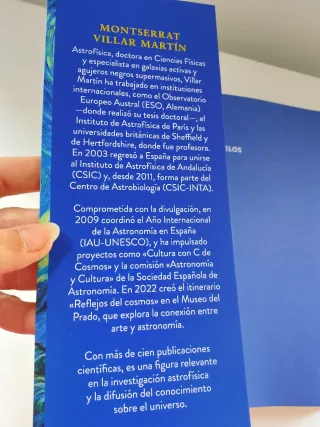 MONTSERRAT
VILLAR MARTÍN
Astrofísica, doctora en Ciencias Físicas
y especialista en galaxias activas y
agujeros negros supermasivos, Villar
Martín ha trabajado en instituciones
internacionales, como el Observatorio
Europeo Austral (ESO, Alemania)
—donde realizó su tesis doctoral—, el
Instituto de Astrofísica de París y las
universidades británicas de Sheffield y
de Hertfordshire, donde fue profesora.
En 2003 regresó a España para unirse
al Instituto de Astrofísica de Andalucía
(CSIC) y, desde 2011, forma parte del
Centro de Astrobiología (CSIC-INTA).
Comprometida con la divulgación, en
2009 coordinó el Año Internacional
de la Astronomía en España
(IAU-UNESCO), y ha impulsado
proyectos como «Cultura con C de
Cosmos» y la comisión «Astronomía
y Cultura» de la Sociedad Española de
Astronomía. En 2022 creó el itinerario
«Reflejos del cosmos» en el Museo del
Prado, que explora la conexión entre
arte y astronomía.
Con más de cien publicaciones
científicas, es una figura relevante
en la investigación astrofísica
y la difusión del conocimiento
sobre el universo.
ELOS